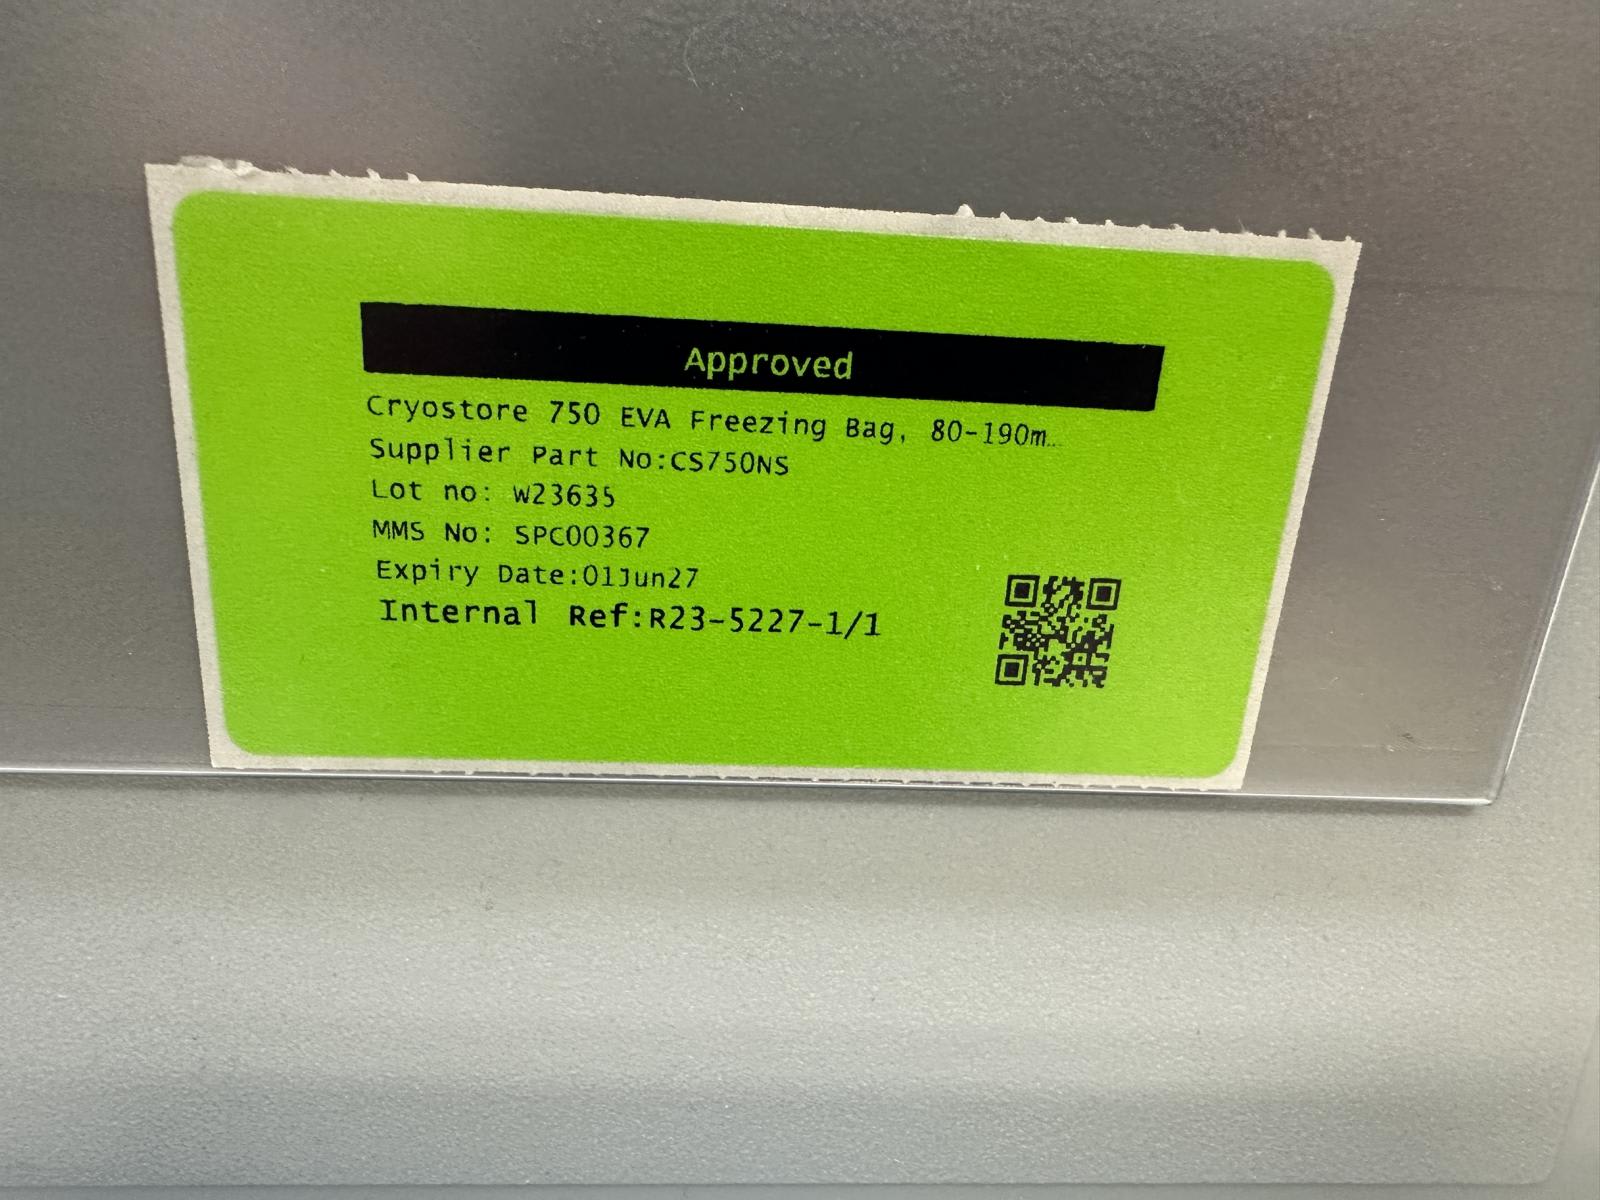 Approved
Cryostore 750 EVA Freezing Bag, 80-190m…
Supplier Part No:CS750NS
Lot no: W23635
MMS No: SPC00367
Expiry Date:01Jun27
Internal Ref:R23-5227-1/1